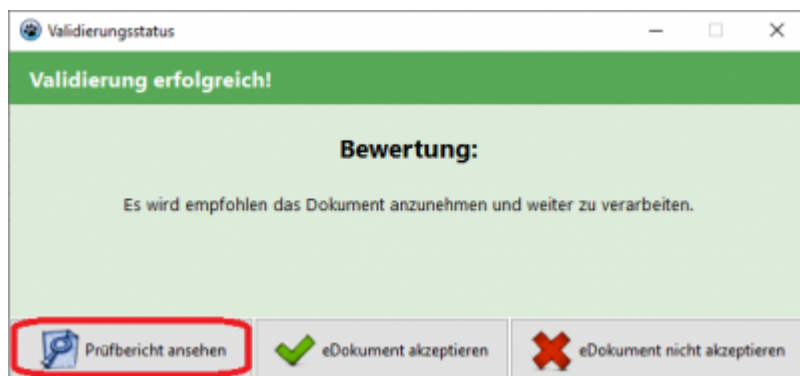 Validierungsstatus
Validierung erfolgreich!
Bewertung:
Es wird empfohlen das Dokument anzunehmen und weiter zu verarbeiten.
Prüfbericht ansehen
eDokument akzeptieren
eDokument nicht akzeptieren